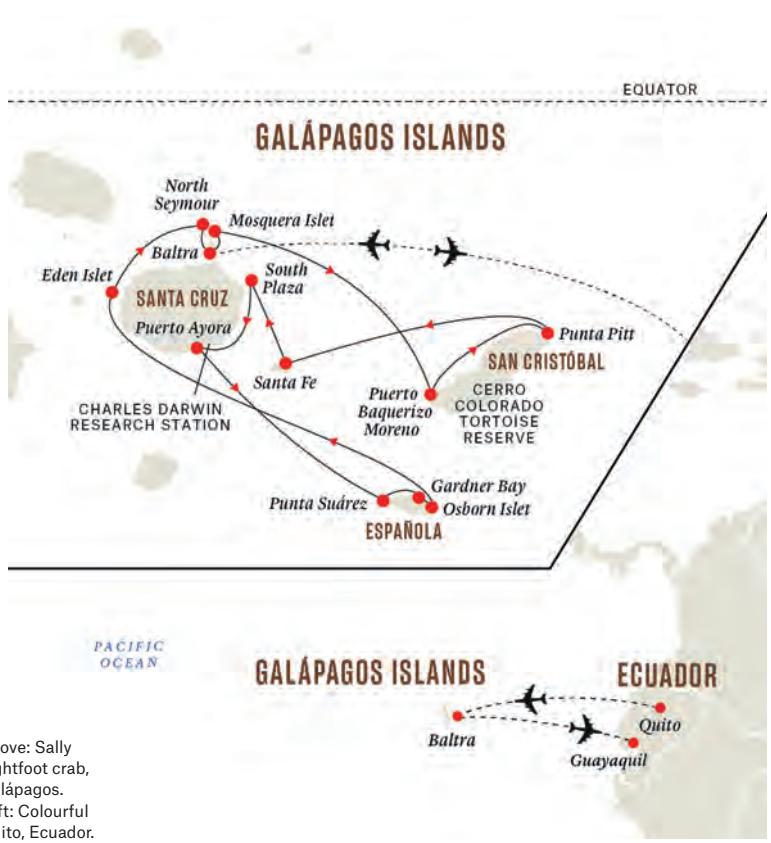 EQUATOR
GALÁPAGOS ISLANDS
North
Seymour
Mosquera Islet
Baltra
South
Plaza
Eden Islet
SANTA CRUZ
Puerto Ayora
Punta Pitt
SAN CRISTÓBAL
Santa Fe
Puerto
Baquerizo
Moreno
CERRO
COLORADO
TORTOISE
RESERVE
CHARLES DARWIN
RESEARCH STATION
Gardner Bay
Punta Suárez
Osborn Islet
ESPAÑOLA
PACIFIC
OCEAN
GALÁPAGOS ISLANDS
ECUADOR
Baltra
Quito
Guayaquil
ove: Sally
ghtfoot crab,
lápagos.
ft: Colourful
ito, Ecuador.